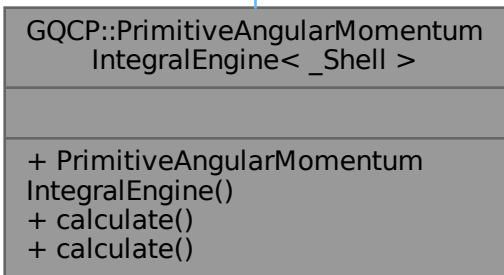 GQCP::PrimitiveAngularMomentum
IntegralEngine< _Shell >
+ PrimitiveAngularMomentum
IntegralEngine()
+ calculate()
+ calculate()